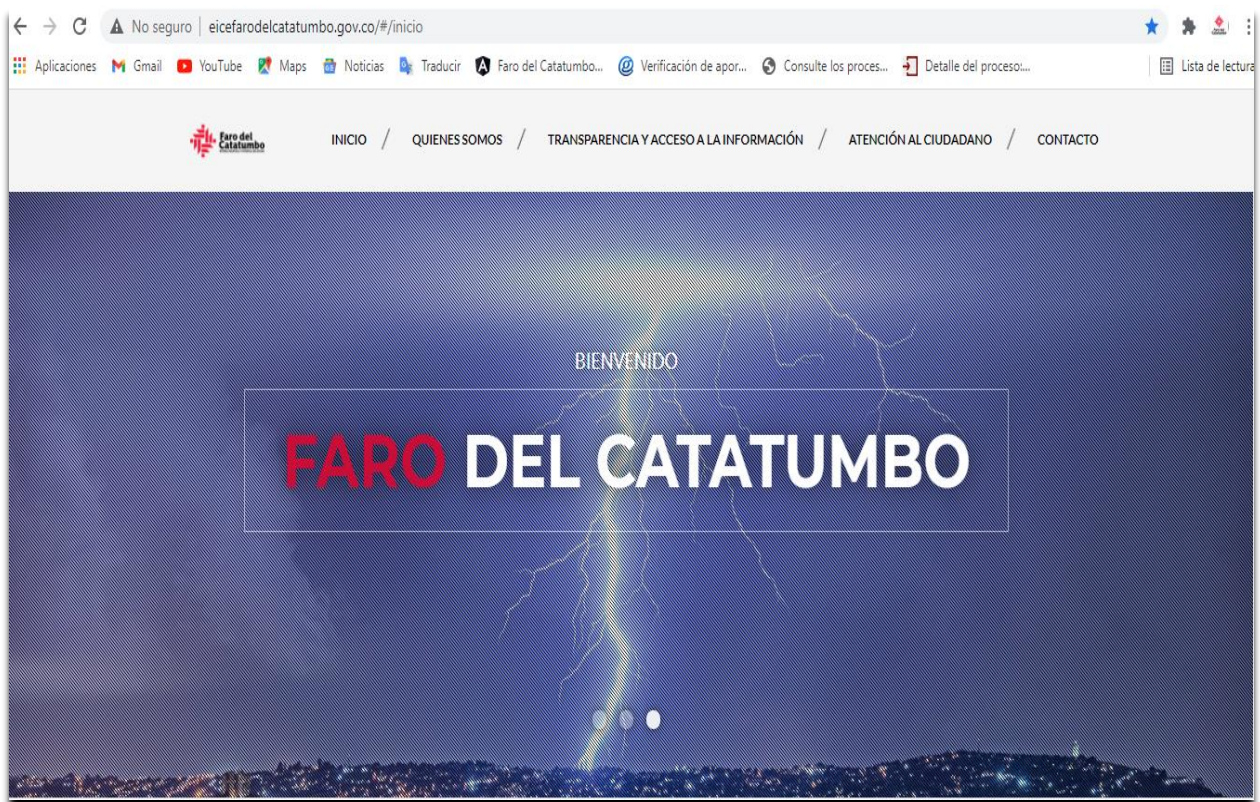 No seguro | eicefarodelcatatumbo.gov.co/#/inicio
Aplicaciones Gmail YouTube Maps Noticias Traducir Faro del Catatumbo... Verificación de apor... Consulte los proces... Detalle del proceso:... Lista de lectura
Faro del
Catatumbo
INICIO / QUIENES SOMOS / TRANSPARENCIA Y ACCESO A LA INFORMACIÓN / ATENCIÓN AL CIUDADANO / CONTACTO
BIENVENIDO
FARO DEL CATATUMBO